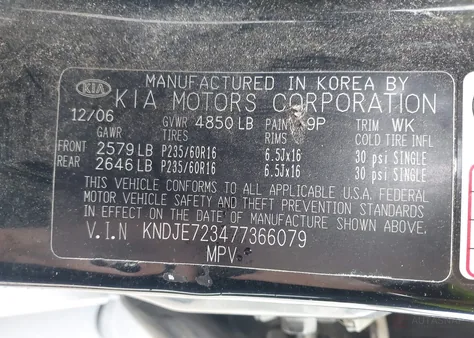 MANUFACTURED IN KOREA BY
KIA KIA MOTORS CORPORATION
12/06 GVWR 4850 LB PAINT 9P TRIM WK
GAWR TIRES RIMS COLD TIRE INFL
FRONT 2579 LB P235/60R16 6.5Jx16 30 psi SINGLE
REAR 2646 LB P235/60R16 6.5Jx16 30 psi SINGLE
THIS VEHICLE CONFORMS TO ALL APPLICABLE U.S.A. FEDERAL
MOTOR VEHICLE SAFETY AND THEFT PREVENTION STANDARDS
IN EFFECT ON THE DATE OF MANUFACTURE SHOWN ABOVE.
V.I.N KNDJE723477366079
MPV